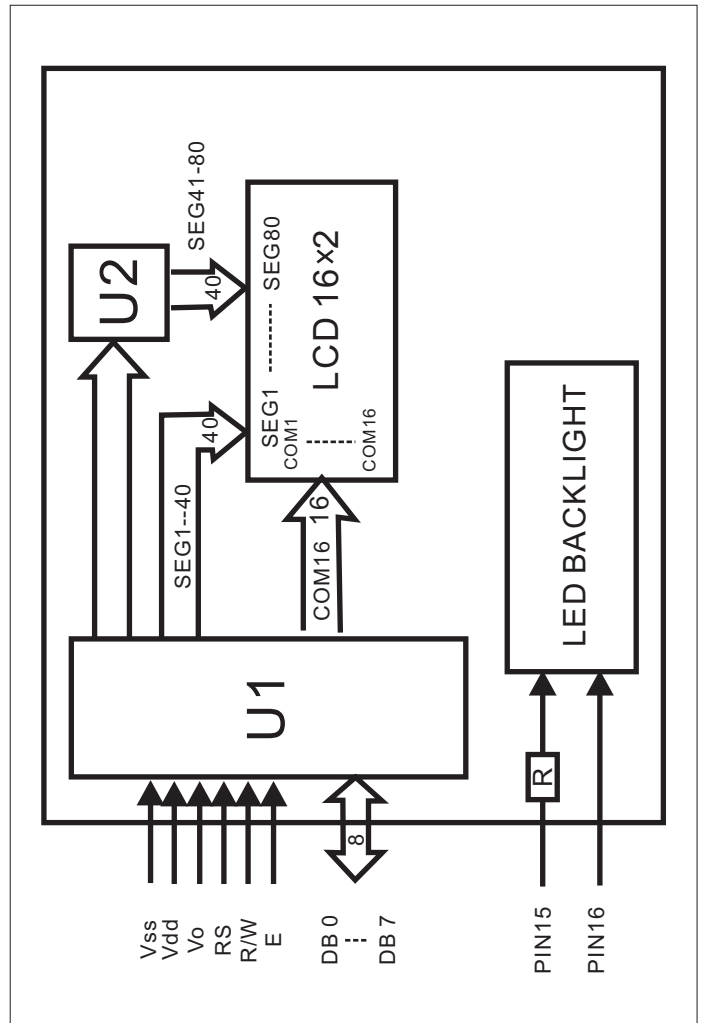 Vss
Vdd
Vo
RS
R/W
E
DB 0
DB 7
8
U1
U2
SEG41-80
40
SEG1--40
40
COM16
16
SEG1
SEG80
COM1
COM16
LCD 16×2
PIN15
PIN16
R
LED BACKLIGHT